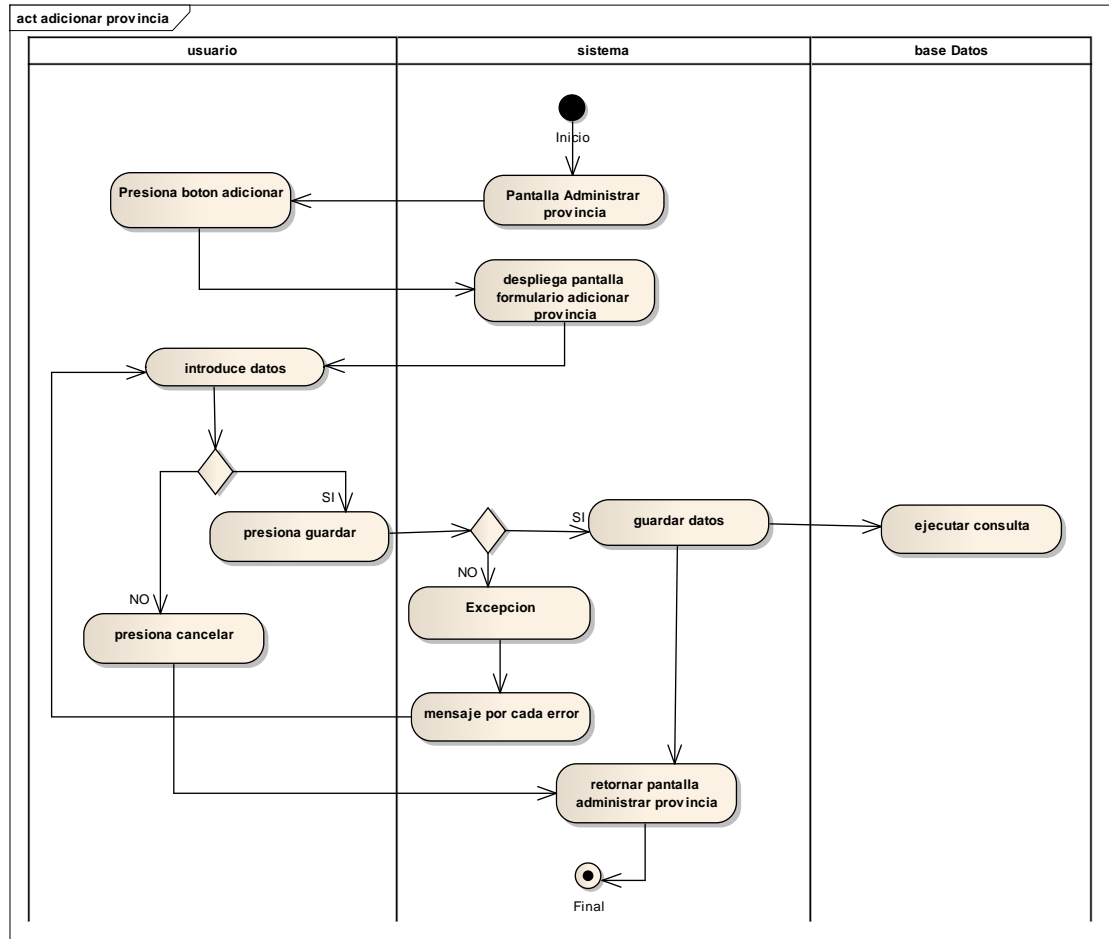 act adicionar provincia
usuario
sistema
base Datos
Inicio
Presiona boton adicionar
Pantalla Administrar
provincia
despliega pantalla
formulario adicionar
provincia
introduce datos
SI
presiona guardar
SI
guardar datos
ejecutar consulta
NO
Excepcion
NO
presiona cancelar
mensaje por cada error
retornar pantalla
administrar provincia
Final